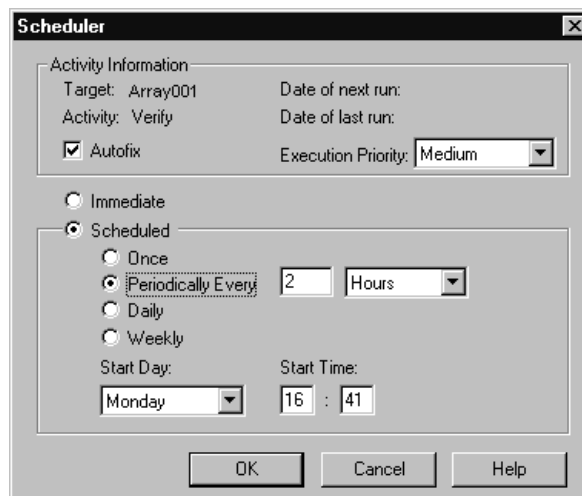 Scheduler
Activity Information
Target: Array001
Date of next run:
Activity: Verify
Date of last run:
Autofix
Execution Priority: Medium
Immediate
Scheduled
Once
Periodically Every 2 Hours
Daily
Weekly
Start Day:
Start Time:
Monday
16 : 41
OK
Cancel
Help